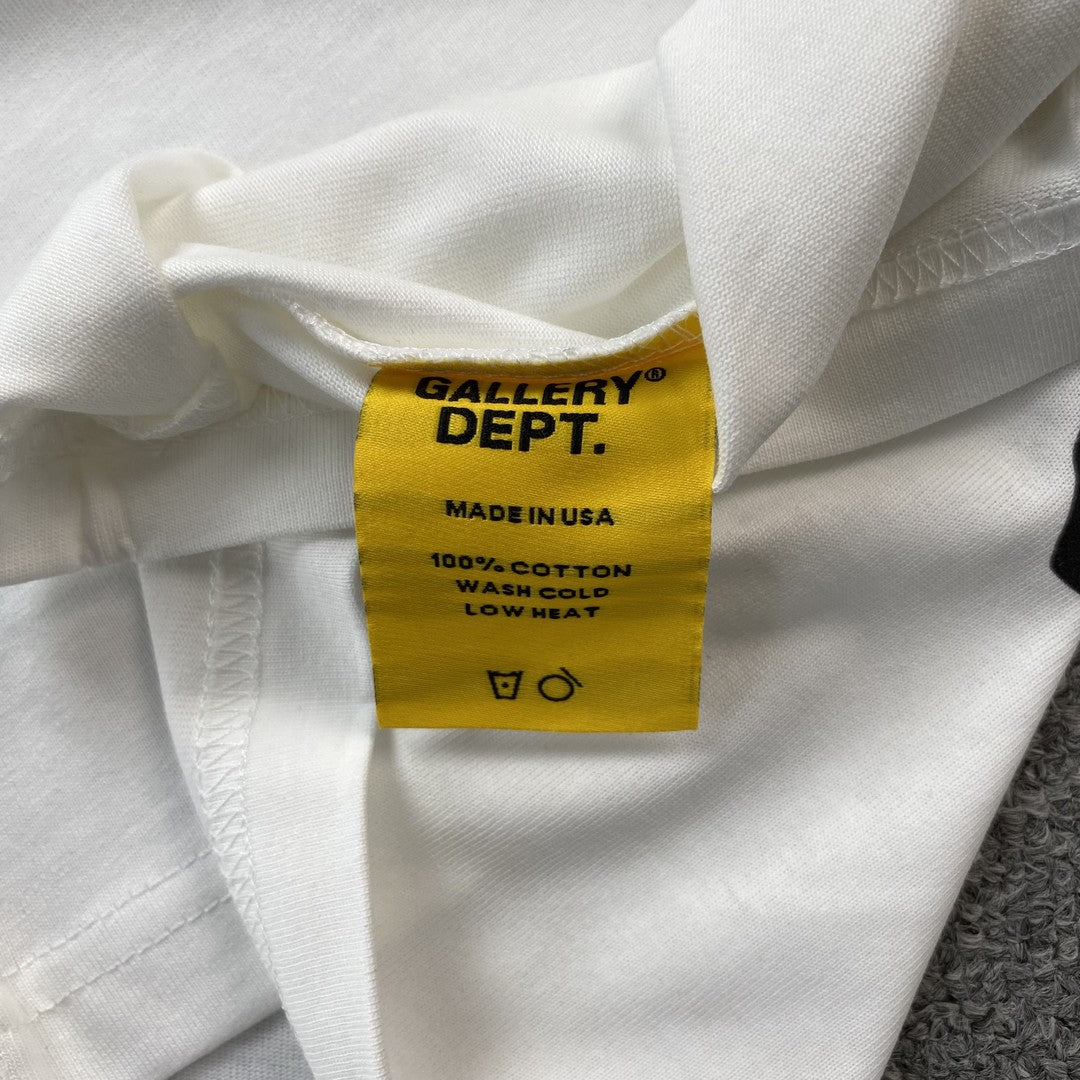 GALLERY®
DEPT.
MADE IN USA
100% COTTON
WASH COLD
LOW HEAT